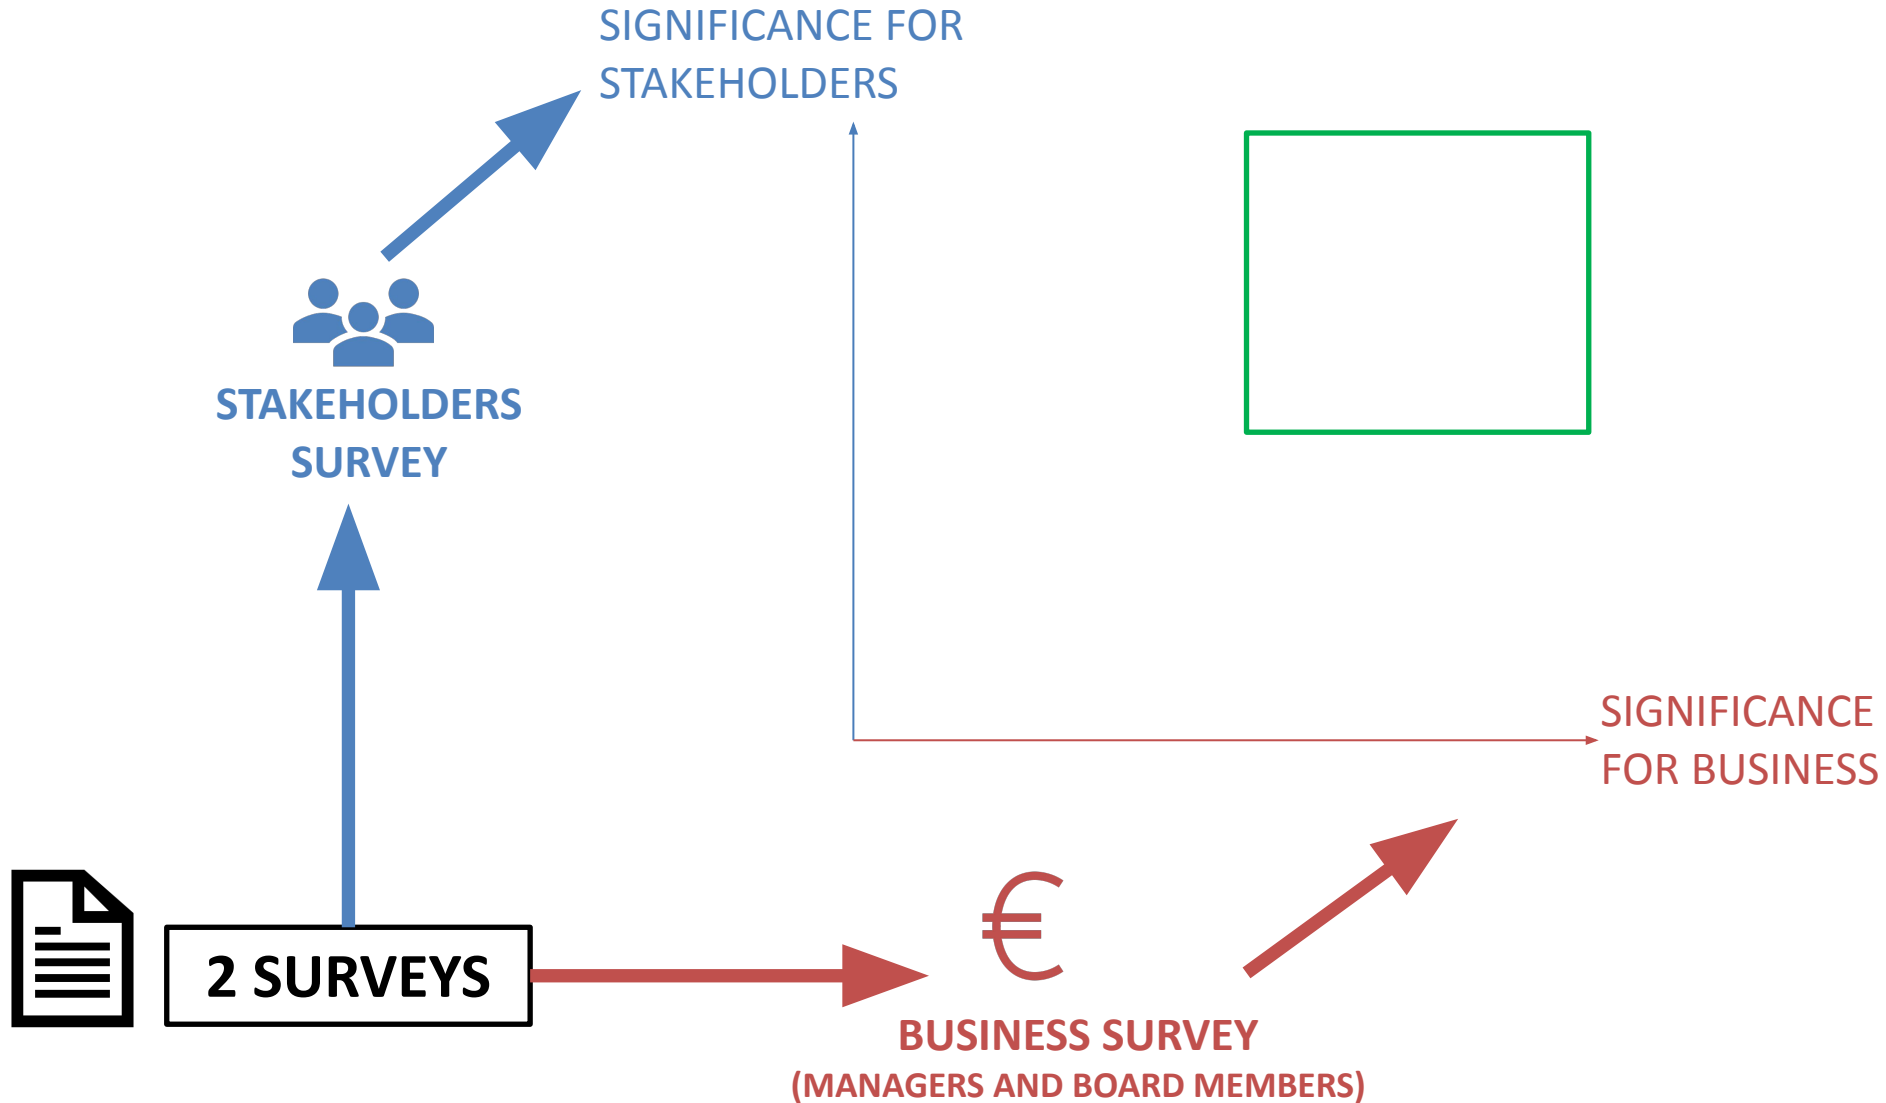 SIGNIFICANCE FOR
STAKEHOLDERS
STAKEHOLDERS
SURVEY
SIGNIFICANCE
FOR BUSINESS
2 SURVEYS
€
BUSINESS SURVEY
(MANAGERS AND BOARD MEMBERS)